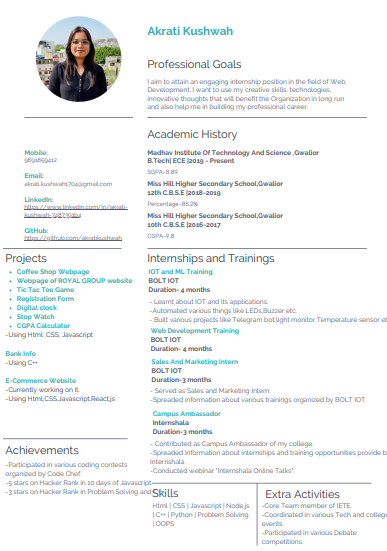 Akrati Kushwah
Professional Goals
I aim to attain an engaging internship position in the field of Web
Development. I want to use my creative skills, technologies,
innovative thoughts that will benefit the Organization in long run
and also help me in building my professional career.
Academic History
Mobile:
Madhav Institute Of Technology And Science ,Gwalior
B.Tech| ECE |2019 - Present
SGPA-8.89
Email:
akrati.kushwah1704@gmail.com
Miss Hill Higher Secondary School,Gwalior
12th C.B.S.E |2018-2019
Percentage-85.2%
LinkedIn:
https://www.linkedin.com/in/akrati-
Miss Hill Higher Secondary School,Gwalior
10th C.B.S.E |2016-2017
CGPA-9.8
GitHub:
https://github.com/akratikushwah
Projects
Coffee Shop Webpage
Webpage of ROYAL GROUP website
Tic Tac Toe Game
Registration Form
Digital clock
Stop Watch
CGPA Calculator
-Using Html ,CSS, Javascript
Bank Info
-Using C++
E-Commerce Website
-Currently working on it.
-Using Html,CSS,Javascript,React.js
Internships and Trainings
IOT and ML Training
BOLT IOT
Duration- 4 months
- Learnt about IOT and its applications.
-Automated various things like LEDs,Buzzer etc.
- Built various projects like Telegram bot,light monitor,Temperature sensor et
Web Development Training
BOLT IOT
Duration- 4 months
Sales And Marketing Intern
BOLT IOT
Duration-3 months
- Served as Sales and Marketing Intern.
-Spreaded information about various trainings organized by BOLT IOT.
Campus Ambassador
Internshala
Duration-3 months
- Contributed as Campus Ambassador of my college.
-Spreaded information about internships and training opportunities provide b
Internshala.
-Conducted webinar "Internshala Online Talks".
Achievements
-Participated in various coding contests
organized by Code Chef.
-5 stars on Hacker Rank in 10 days of Javascript
-3 stars on Hacker Rank in Problem Solving and
Skills
Html | CSS | Javascript | Node.js
| C++ | Python | Problem Solving
| OOPS
Extra Activities
-Core Team member of IETE.
-Coordinated in various Tech and college
events.
-Participated in various Debate
competitions.